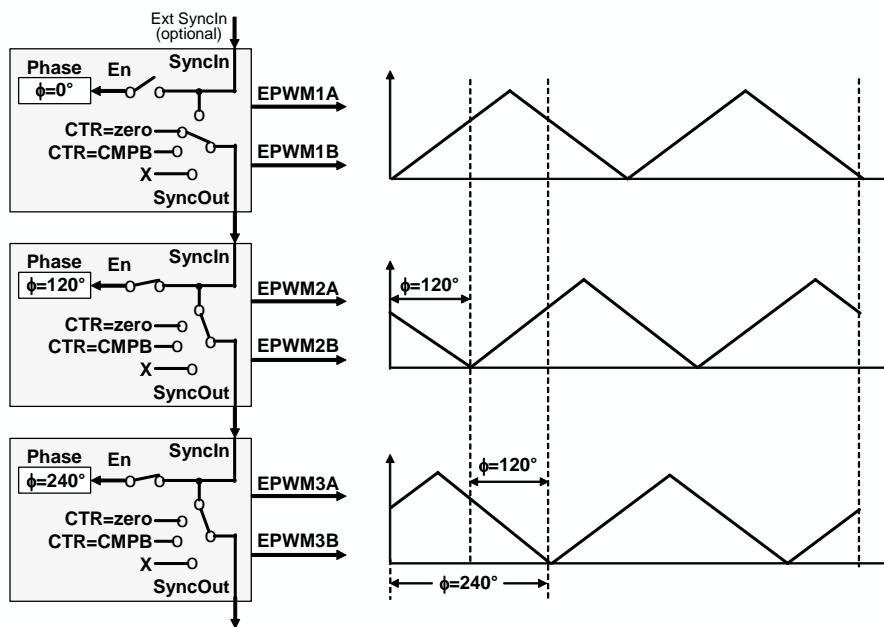 Ext SyncIn
(optional)
Phase
En
SyncIn
ϕ=0°
EPWM1A
CTR=zero
CTR=CMPB
EPWM1B
X
SyncOut
Phase
En
SyncIn
ϕ=120°
EPWM2A
ϕ=120°
CTR=zero
CTR=CMPB
EPWM2B
X
SyncOut
Phase
En
SyncIn
ϕ=120°
ϕ=240°
EPWM3A
CTR=zero
CTR=CMPB
EPWM3B
X
SyncOut
ϕ=240°